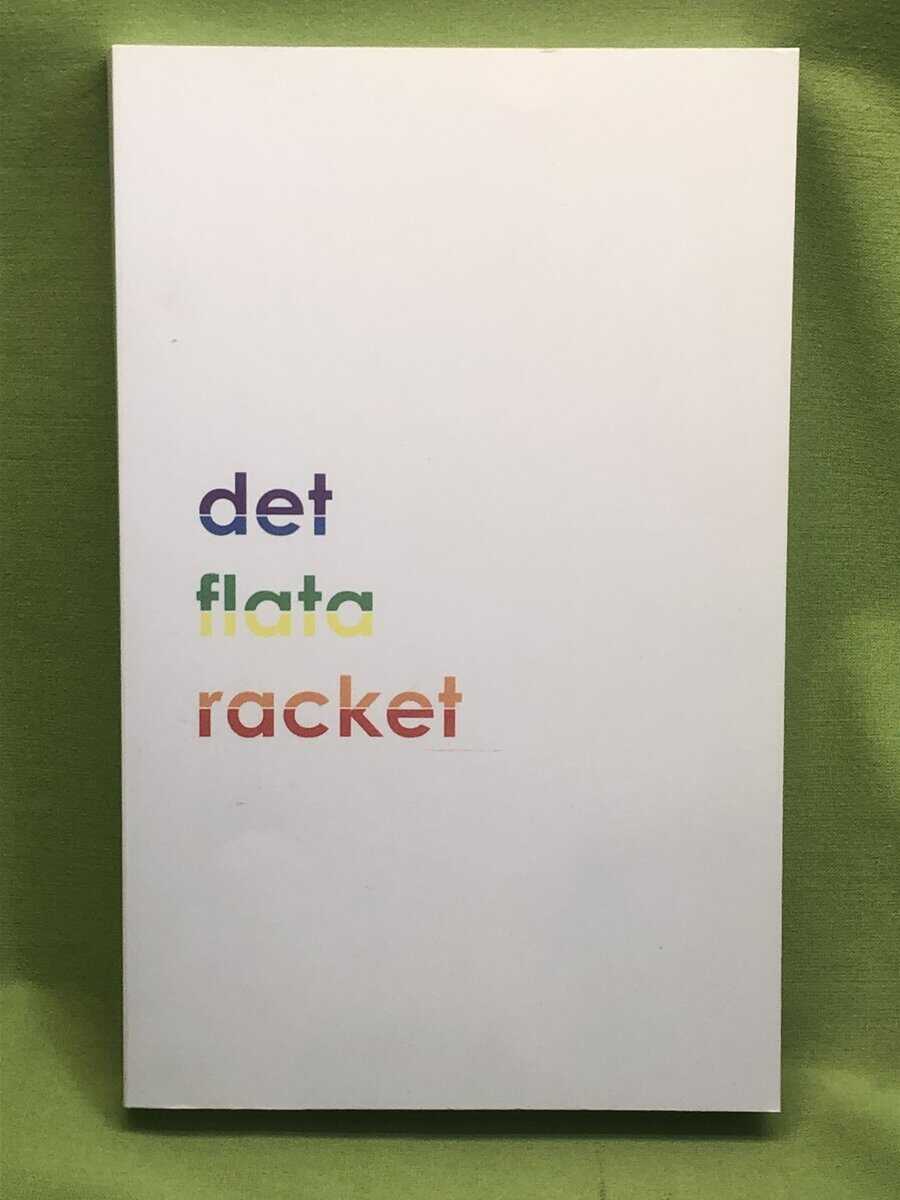 det
flata
racket